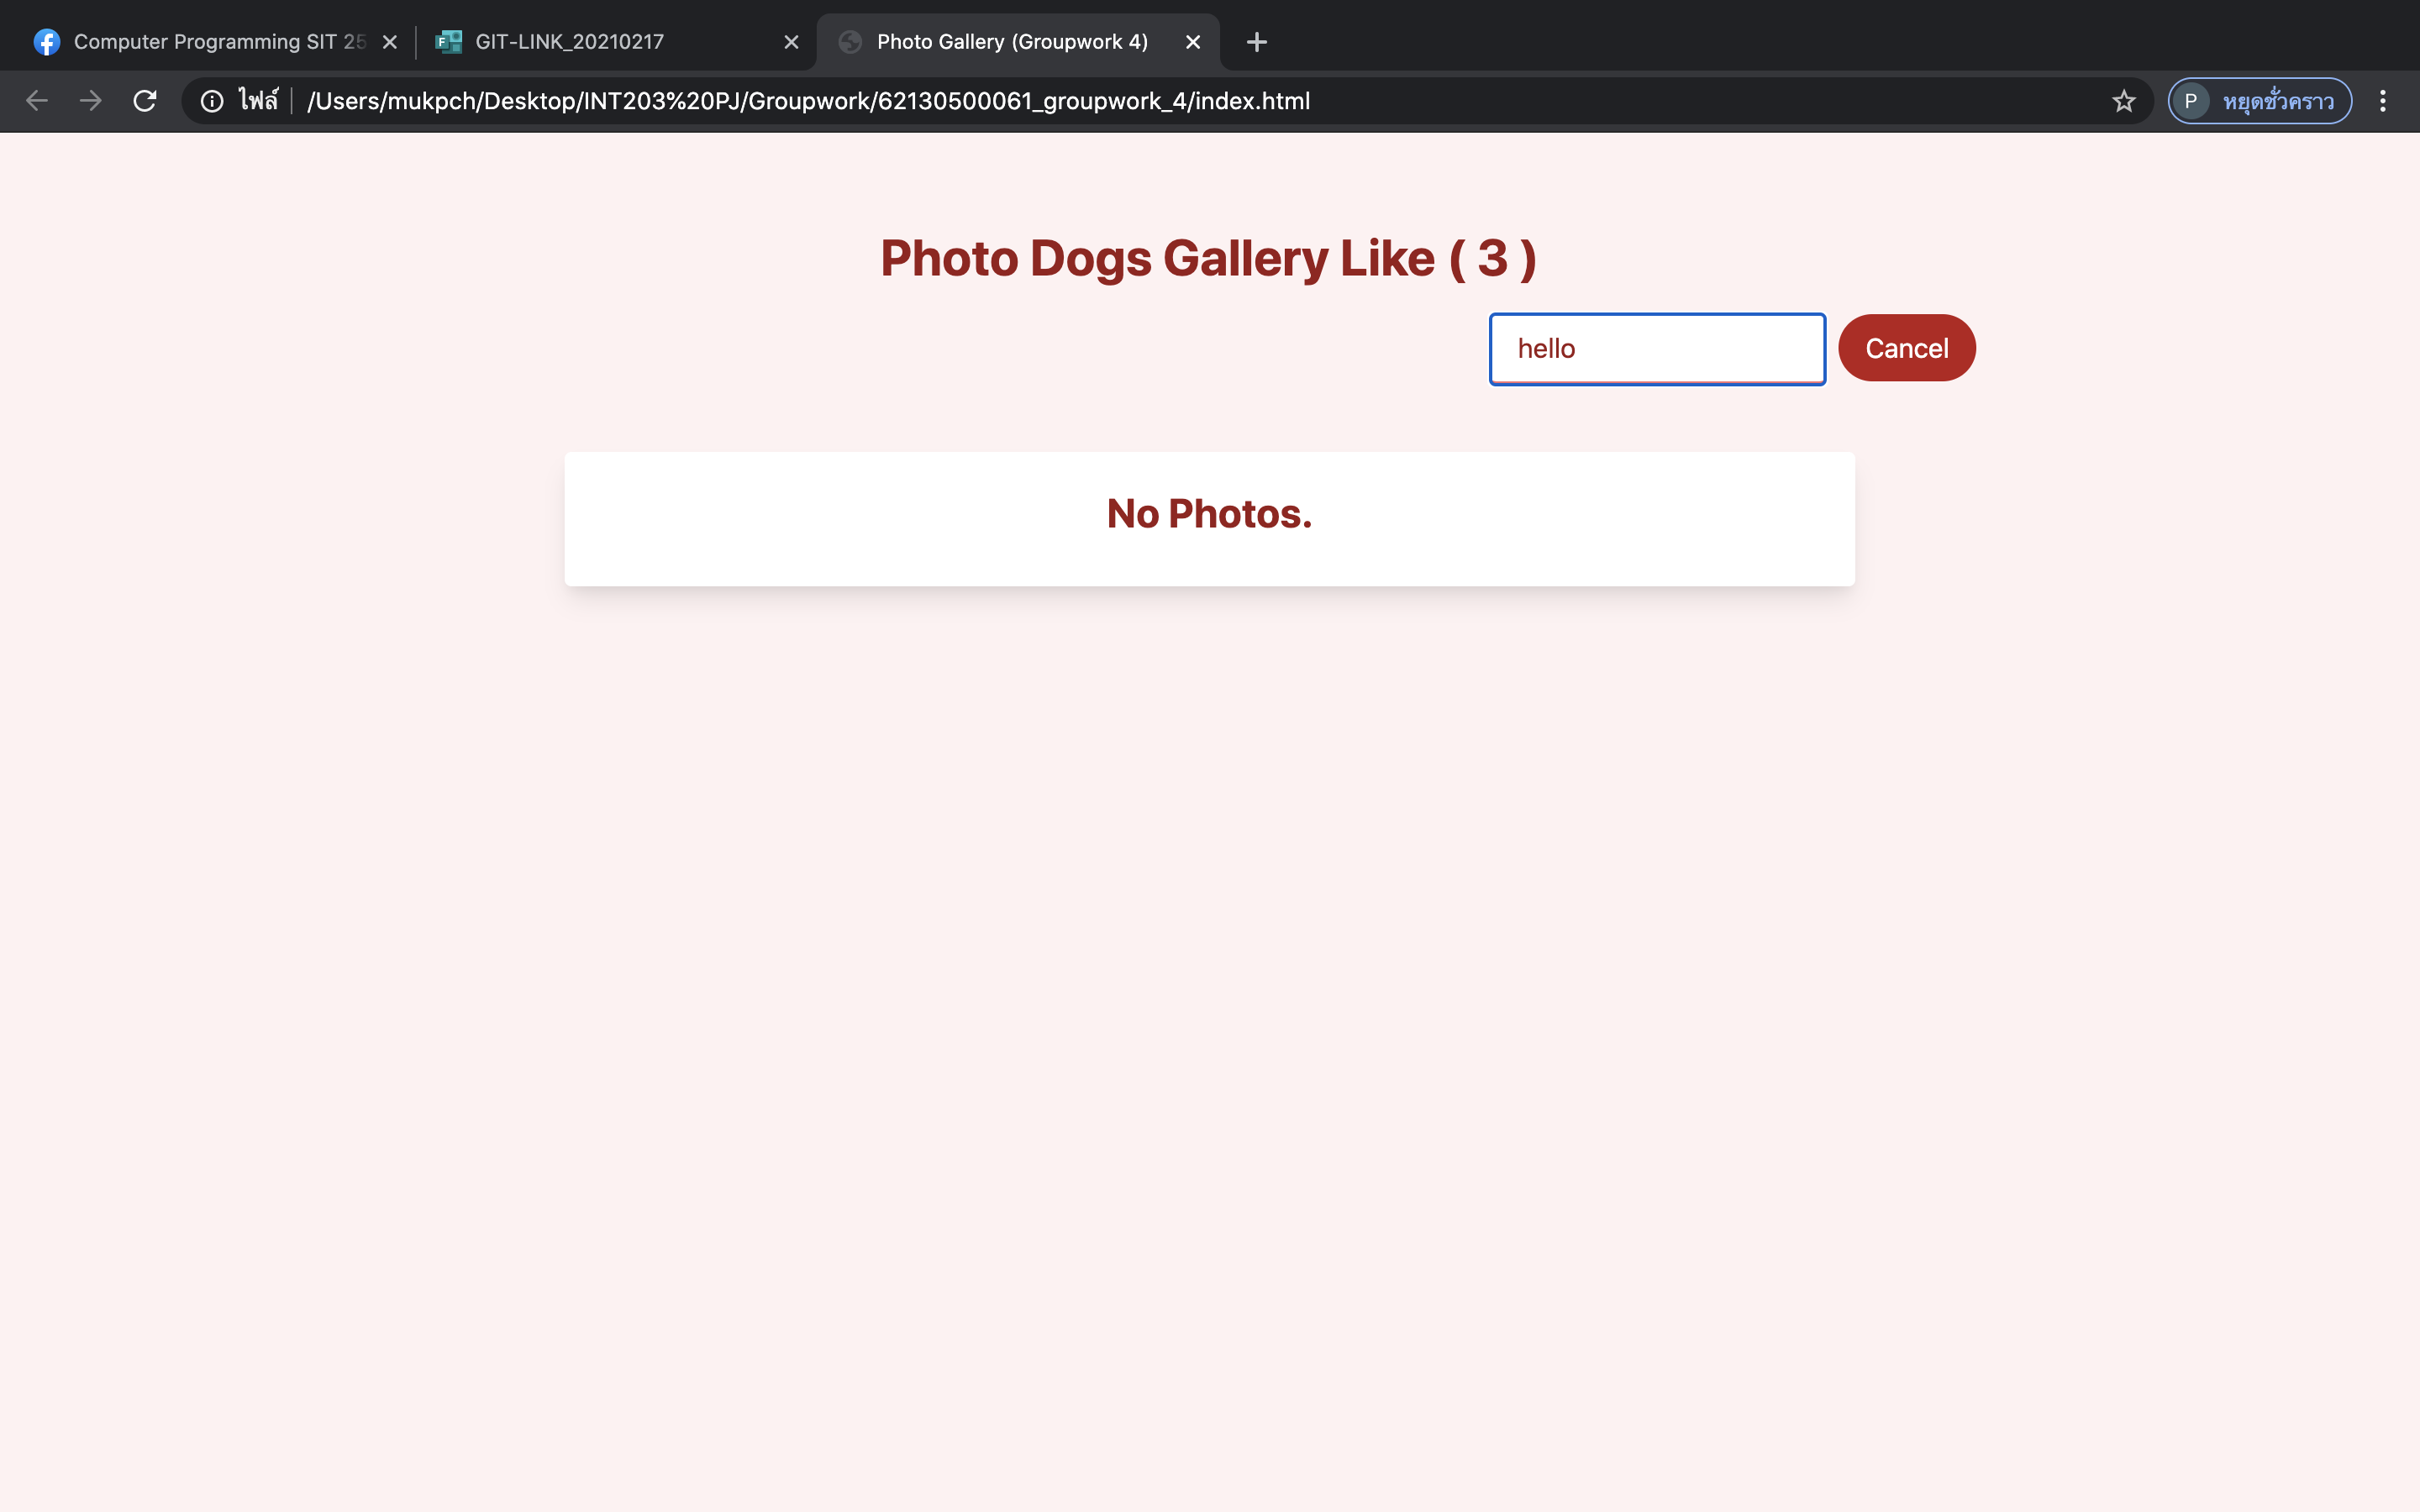 Computer Programming SIT 25
GIT-LINK_20210217
Photo Gallery (Groupwork 4)
ไฟล์ /Users/mukpch/Desktop/INT203%20PJ/Groupwork/62130500061_groupwork_4/index.html
P หยุดชั่วคราว
Photo Dogs Gallery Like ( 3 )
hello
Cancel
No Photos.